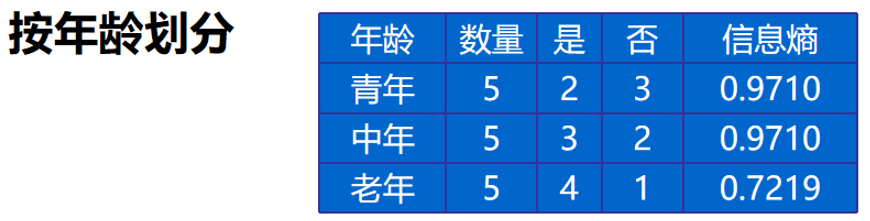 按年龄划分
年龄 数量 是 否 信息熵
青年 5 2 3 0.9710
中年 5 3 2 0.9710
老年 5 4 1 0.7219